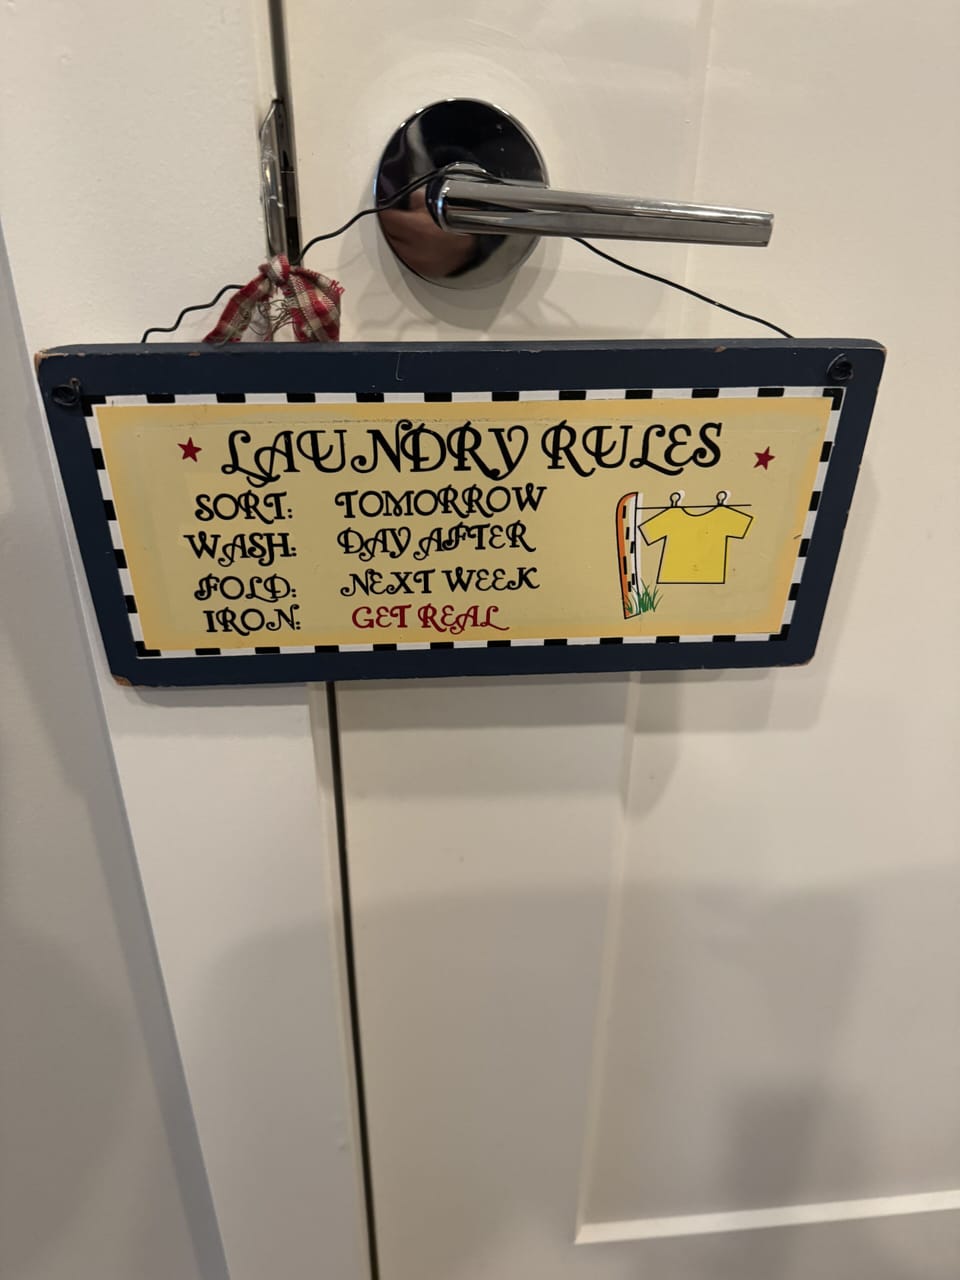 LAUNDRY RULES
SORT: TOMORROW
WASH: DAY AFTER
FOLD: NEXT WEEK
IRON: GET REAL